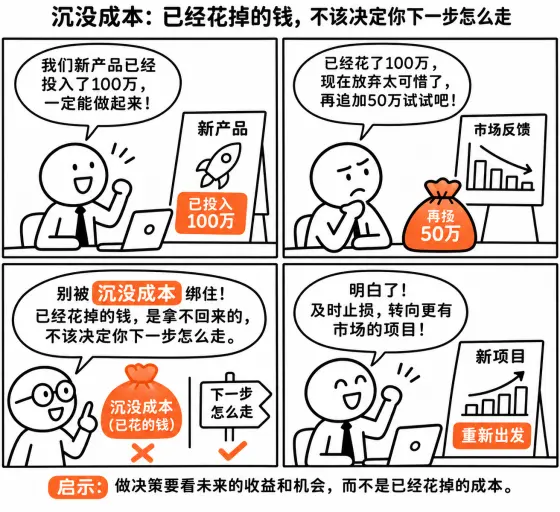 沉没成本：已经花掉的钱，不该决定你下一步怎么走
我们新产品已经
投入了100万，
一定能做起来！
新产品
已投入
100万
已经花了100万，
现在放弃太可惜了，
再追加50万试试吧！
市场反馈
再投
50万
别被 沉没成本 绑住！
已经花掉的钱，是拿不回来的，
不该决定你下一步怎么走。
沉没成本
(已花的钱)
下一步
怎么走
明白了！
及时止损，转向更有
市场的项目！
新项目
重新出发
启示：做决策要看未来的收益和机会，而不是已经花掉的成本。